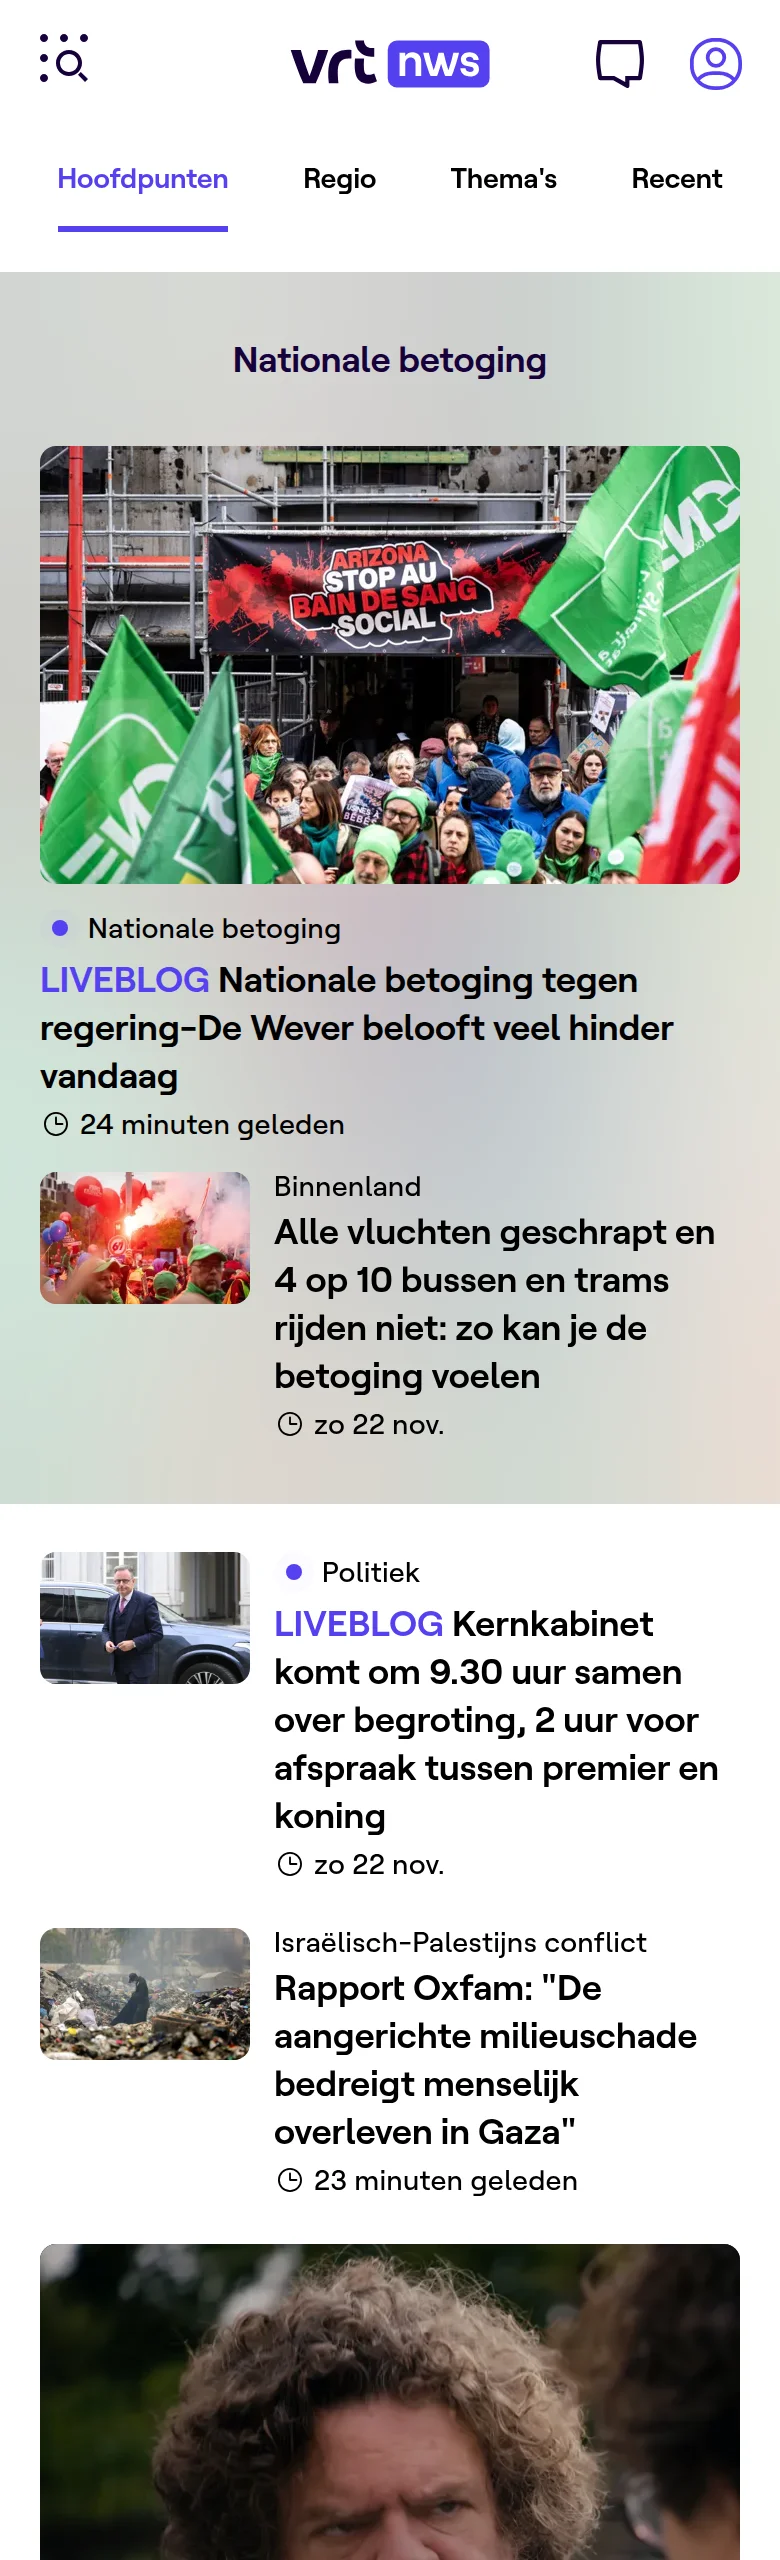 vrt nws
Hoofdpunten Regio Thema's Recent
Nationale betoging
ARIZONA
STOP AU
BAIN DE SANG
SOCIAL
CNE
CNE
Nationale betoging
LIVEBLOG Nationale betoging tegen
regering-De Wever belooft veel hinder
vandaag
24 minuten geleden
Binnenland
Alle vluchten geschrapt en
4 op 10 bussen en trams
rijden niet: zo kan je de
betoging voelen
zo 22 nov.
Politiek
LIVEBLOG Kernkabinet
komt om 9.30 uur samen
over begroting, 2 uur voor
afspraak tussen premier en
koning
zo 22 nov.
Israëlisch-Palestijns conflict
Rapport Oxfam: "De
aangerichte milieuschade
bedreigt menselijk
overleven in Gaza"
23 minuten geleden